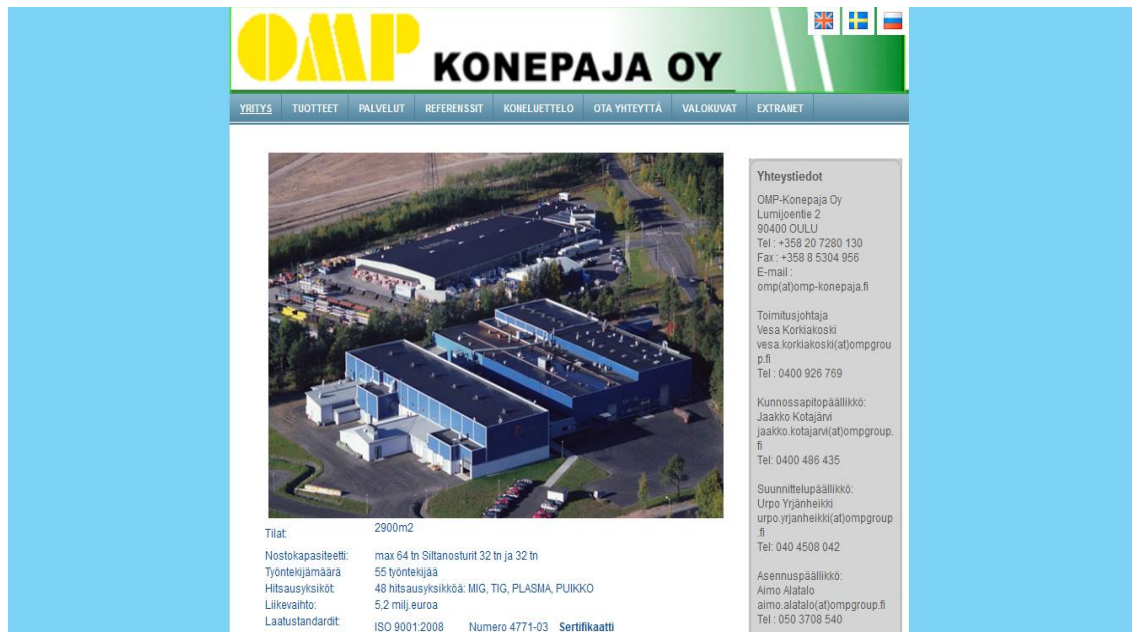 OMP KONEPAJA OY
YRITYS TUOTTEET PALVELUT REFERENSSIT KONELUETTELO OTA YHTEYTTÄ VALOKUVAT EXTRANET
Tilat: 2900m2
Nostokapasiteetti: max 64 tn Siltanosturit 32 tn ja 32 tn
Työntekijämäärä 55 työntekijää
Hitsausyksiköt: 48 hitsausyksikköä: MIG, TIG, PLASMA, PUIKKO
Liikevaihto: 5,2 milj.euroa
Laatustandardit: ISO 9001:2008 Numero 4771-03 Sertifikaatti
Yhteystiedot
OMP-Konepaja Oy
Lumijoentie 2
90400 OULU
Tel : +358 20 7280 130
Fax : +358 8 5304 956
E-mail :
omp(at)omp-konepaja.fi
Toimitusjohtaja
Vesa Korkiakoski
vesa.korkiakoski(at)ompgrou
p.fi
Tel : 0400 926 769
Kunnossapitopäällikkö:
Jaakko Kotajärvi
jaakko.kotajarvi(at)ompgroup.
fi
Tel: 0400 486 435
Suunnittelupäällikkö:
Urpo Yrjänheikki
urpo.yrjanheikki(at)ompgroup
.fi
Tel: 040 4508 042
Asennuspäällikkö:
Aimo Alatalo
aimo.alatalo(at)ompgroup.fi
Tel : 050 3708 540